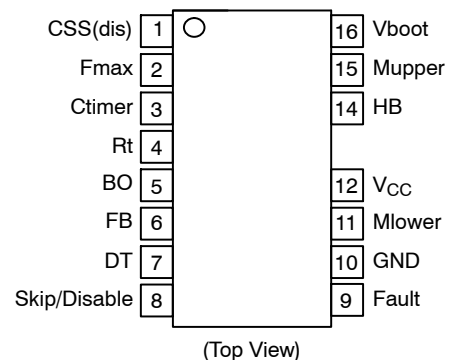 CSS(dis) 1 16 Vboot
Fmax 2 15 Mupper
Ctimer 3 14 HB
Rt 4
BO 5 12 VCC
FB 6 11 Mlower
DT 7 10 GND
Skip/Disable 8 9 Fault
(Top View)